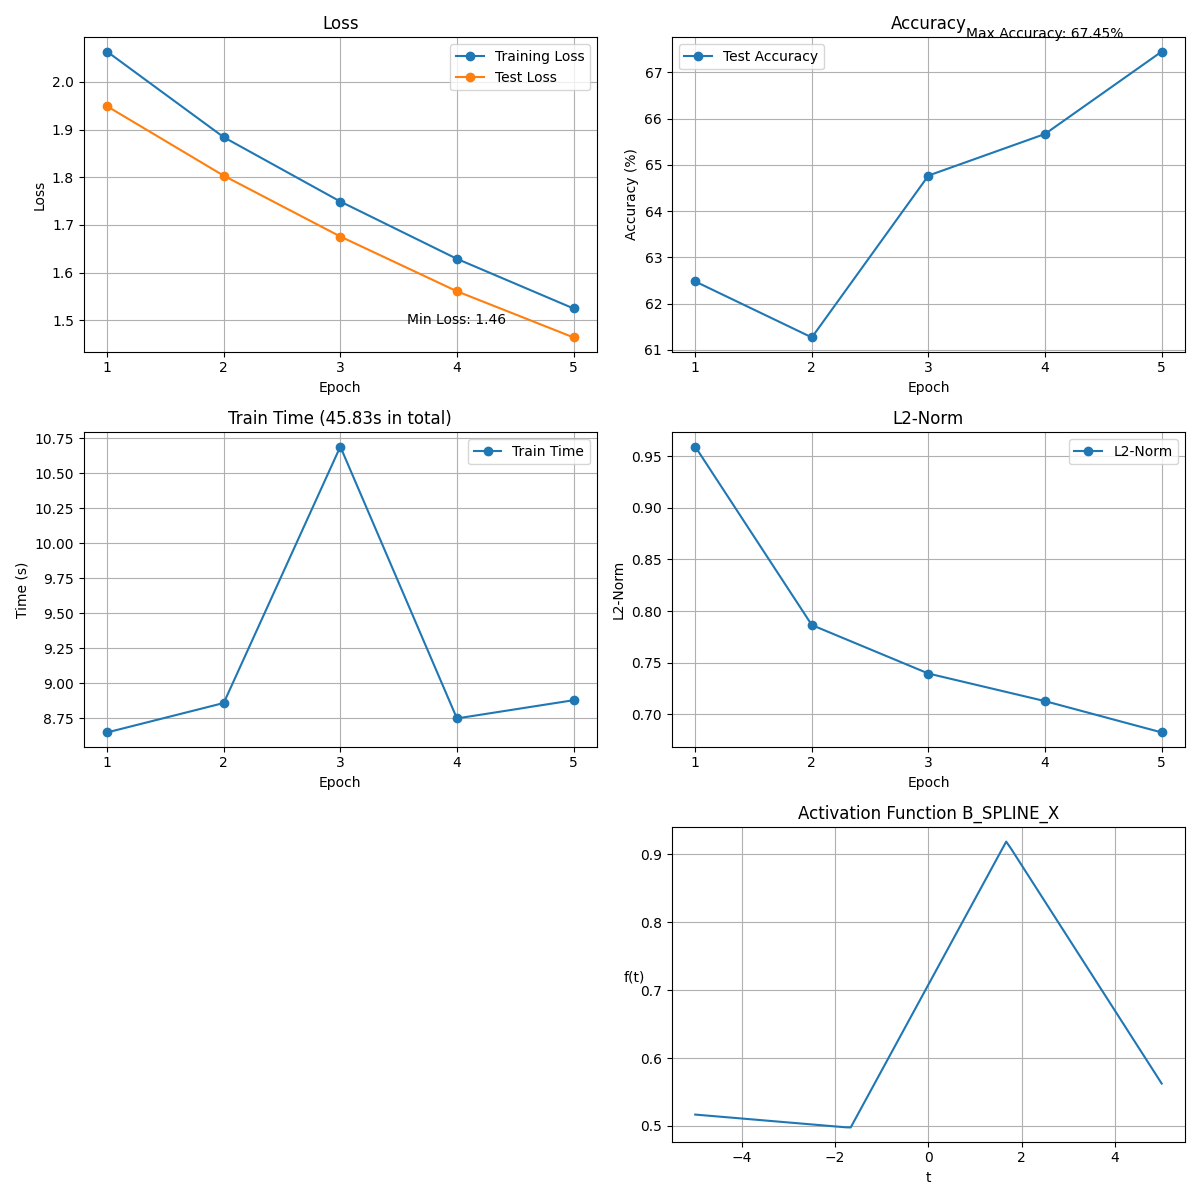 Loss
Training Loss
Test Loss
2.0
1.9
1.8
1.7
1.6
1.5
Loss
Min Loss: 1.46
1 2 3 4 5
Epoch
Accuracy
Max Accuracy: 67.45%
Test Accuracy
67
66
65
64
63
62
61
Accuracy (%)
1 2 3 4 5
Epoch
Train Time (45.83s in total)
Train Time
10.75
10.50
10.25
10.00
9.75
9.50
9.25
9.00
8.75
Time (s)
1 2 3 4 5
Epoch
L2-Norm
L2-Norm
0.95
0.90
0.85
0.80
0.75
0.70
L2-Norm
1 2 3 4 5
Epoch
Activation Function B_SPLINE_X
0.9
0.8
0.7
0.6
0.5
f(t)
−4 −2 0 2 4
t